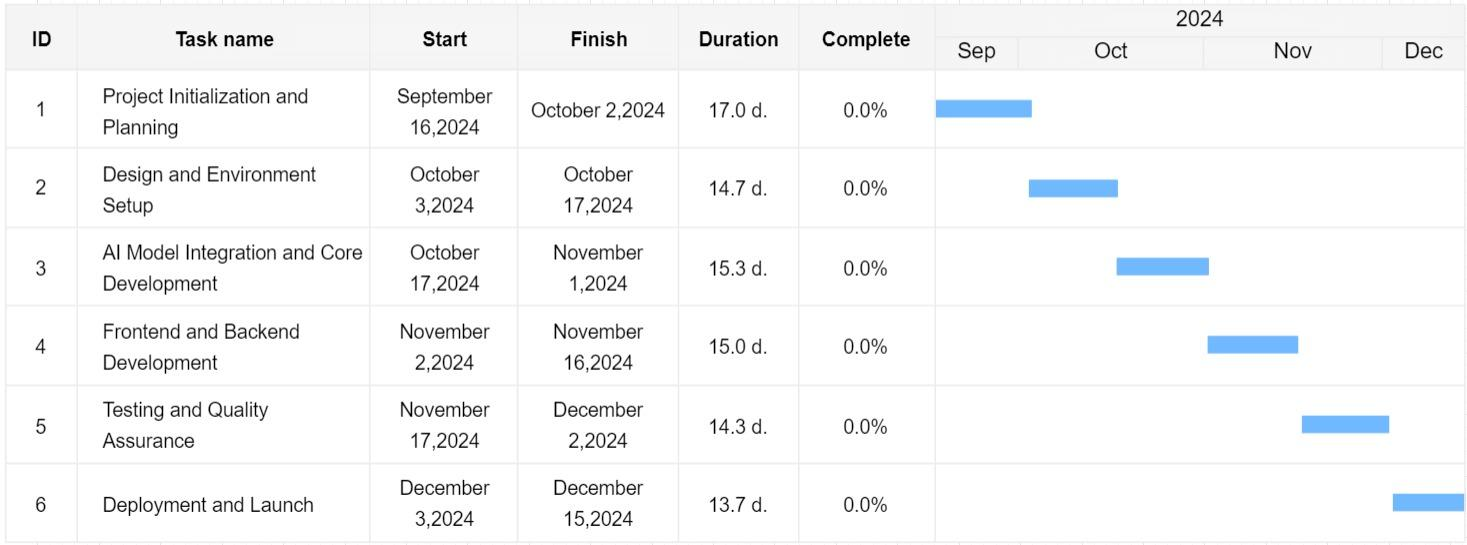 2024
ID Task name Start Finish Duration Complete
Sep Oct Nov Dec
Project Initialization and September
1 October 2,2024 17.0 d. 0.0%
Planning 16,2024
Design and Environment October October
2 14.7 d. 0.0%
Setup 3,2024 17,2024
AI Model Integration and Core October November
3 15.3 d. 0.0%
Development 17,2024 1,2024
Frontend and Backend November November
4 15.0 d. 0.0%
Development 2,2024 16,2024
Testing and Quality November December
5 14.3 d. 0.0%
Assurance 17,2024 2,2024
December December
6 Deployment and Launch 13.7 d. 0.0%
3,2024 15,2024